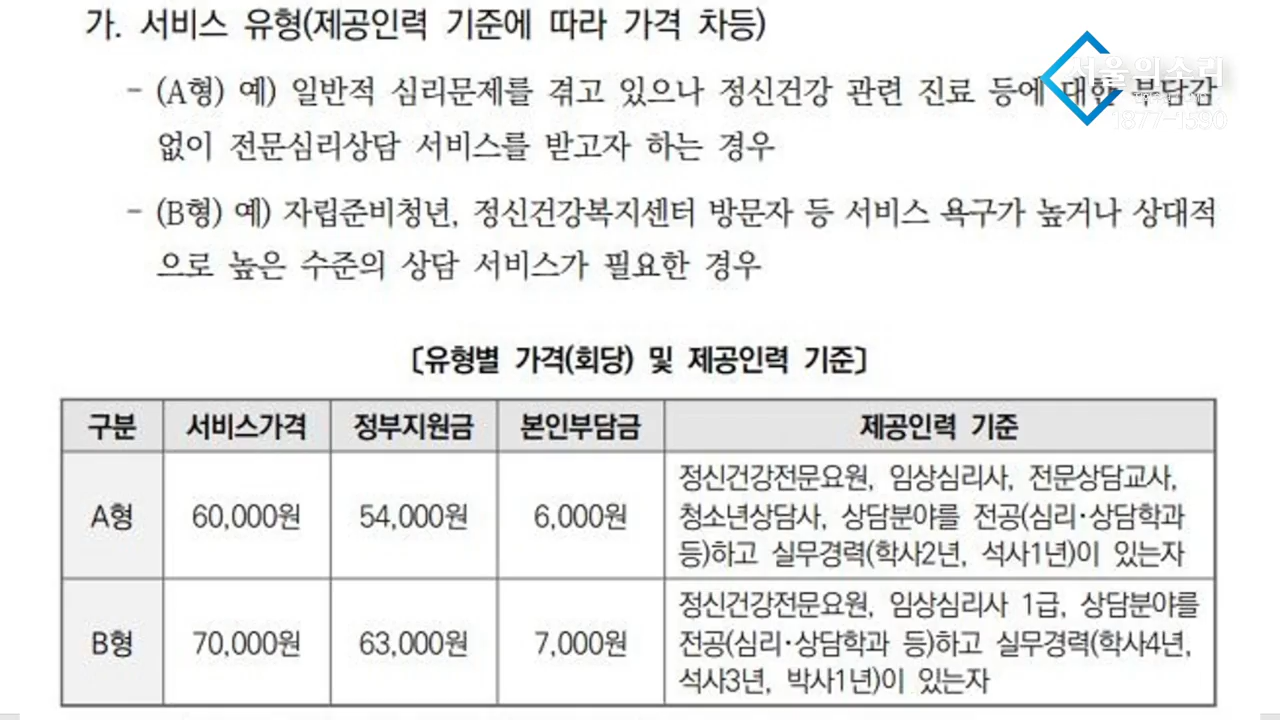 가. 서비스 유형(제공인력 기준에 따라 가격 차등)
서울의소리
1877-1590
- (A형) 예) 일반적 심리문제를 겪고 있으나 정신건강 관련 진료 등에 대한 부담감
없이 전문심리상담 서비스를 받고자 하는 경우
- (B형) 예) 자립준비청년, 정신건강복지센터 방문자 등 서비스 욕구가 높거나 상대적
으로 높은 수준의 상담 서비스가 필요한 경우
〔유형별 가격(회당) 및 제공인력 기준〕
구분 서비스가격 정부지원금 본인부담금 제공인력 기준
A형 60,000원 54,000원 6,000원
정신건강전문요원, 임상심리사, 전문상담교사,
청소년상담사, 상담분야를 전공(심리·상담학과
등)하고 실무경력(학사2년, 석사1년)이 있는자
B형 70,000원 63,000원 7,000원
정신건강전문요원, 임상심리사 1급, 상담분야를
전공(심리·상담학과 등)하고 실무경력(학사4년,
석사3년, 박사1년)이 있는자